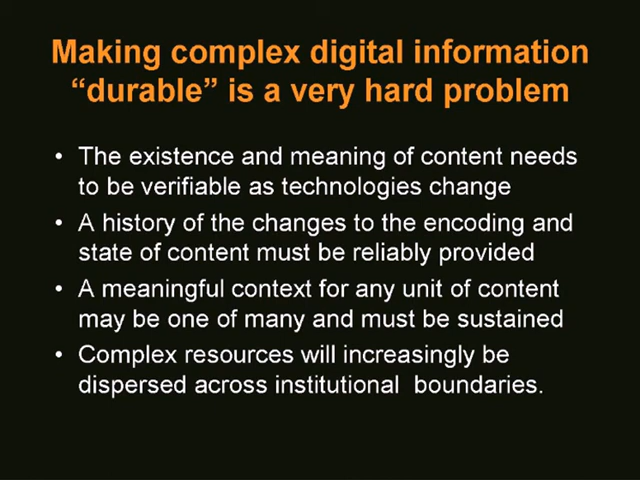 Making complex digital information
“durable” is a very hard problem
• The existence and meaning of content needs
to be verifiable as technologies change
• A history of the changes to the encoding and
state of content must be reliably provided
• A meaningful context for any unit of content
may be one of many and must be sustained
• Complex resources will increasingly be
dispersed across institutional  boundaries.